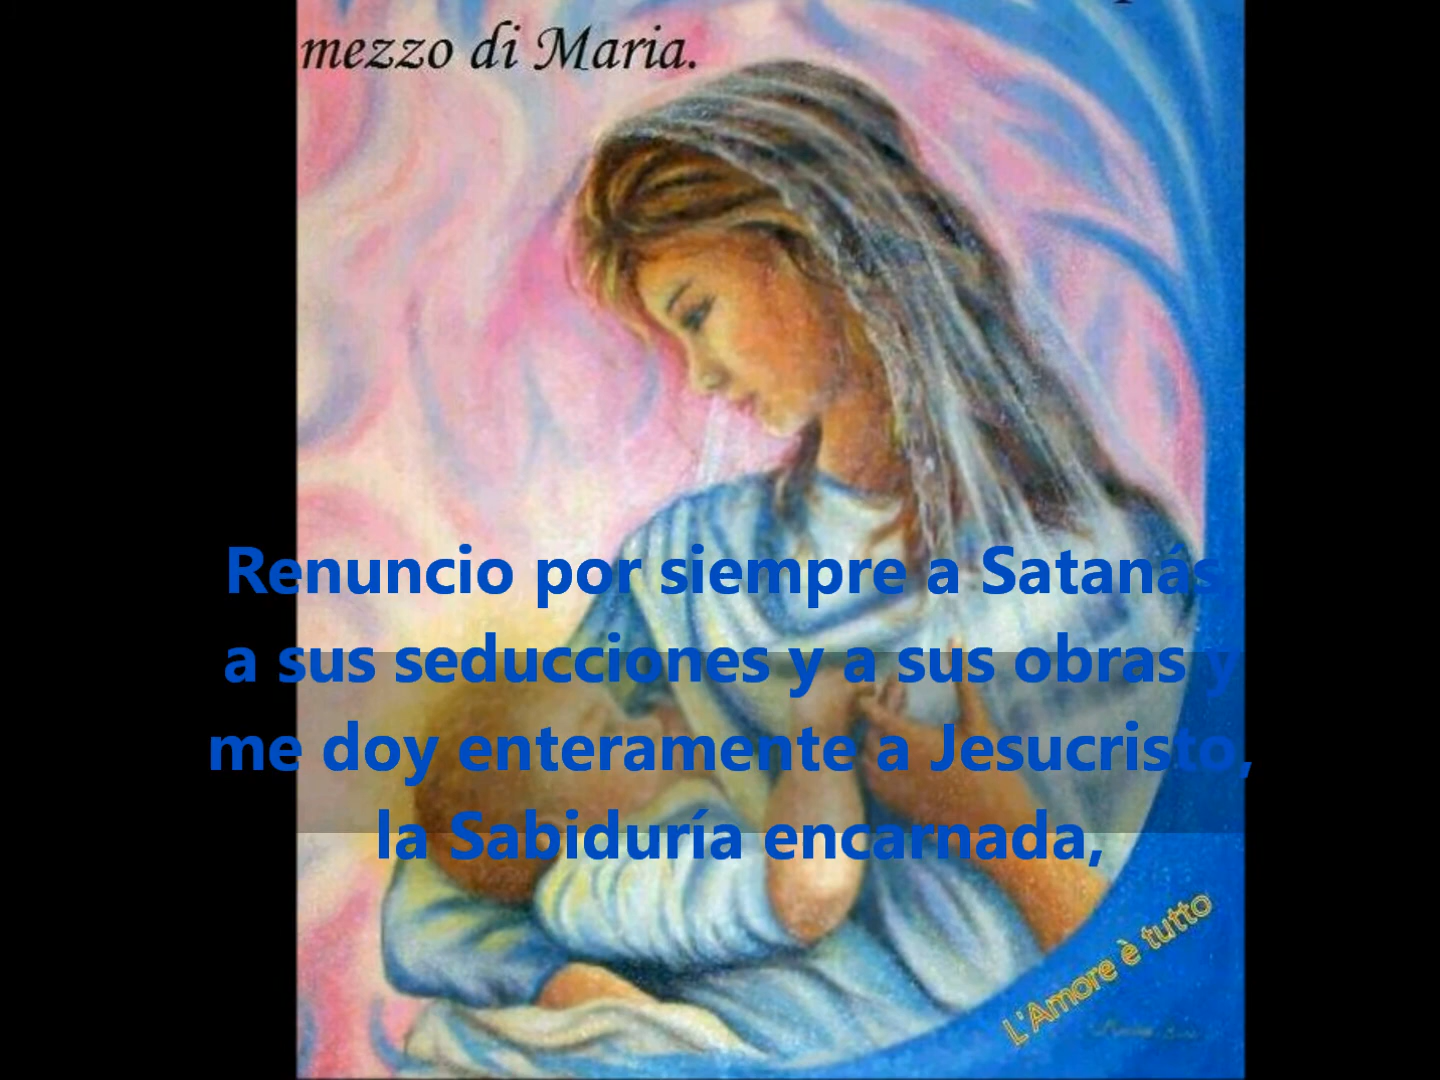 mezzo di Maria.
Renuncio por siempre a Satanás
a sus seducciones y a sus obras y
me doy enteramente a Jesucristo,
la Sabiduría encarnada,
L'Amore è tutto